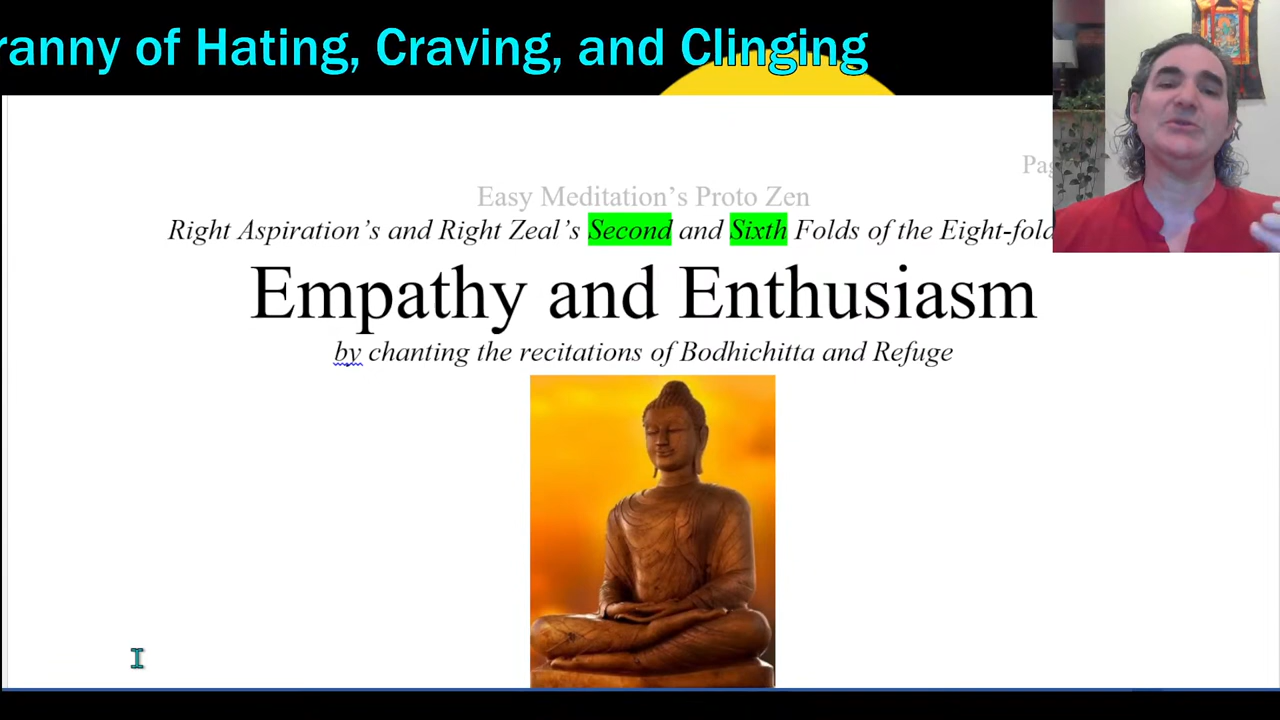 ranny of Hating, Craving, and Clinging
Easy Meditation's Proto Zen
Right Aspiration's and Right Zeal's Second and Sixth Folds of the Eight-fold
Empathy and Enthusiasm
by chanting the recitations of Bodhichitta and Refuge